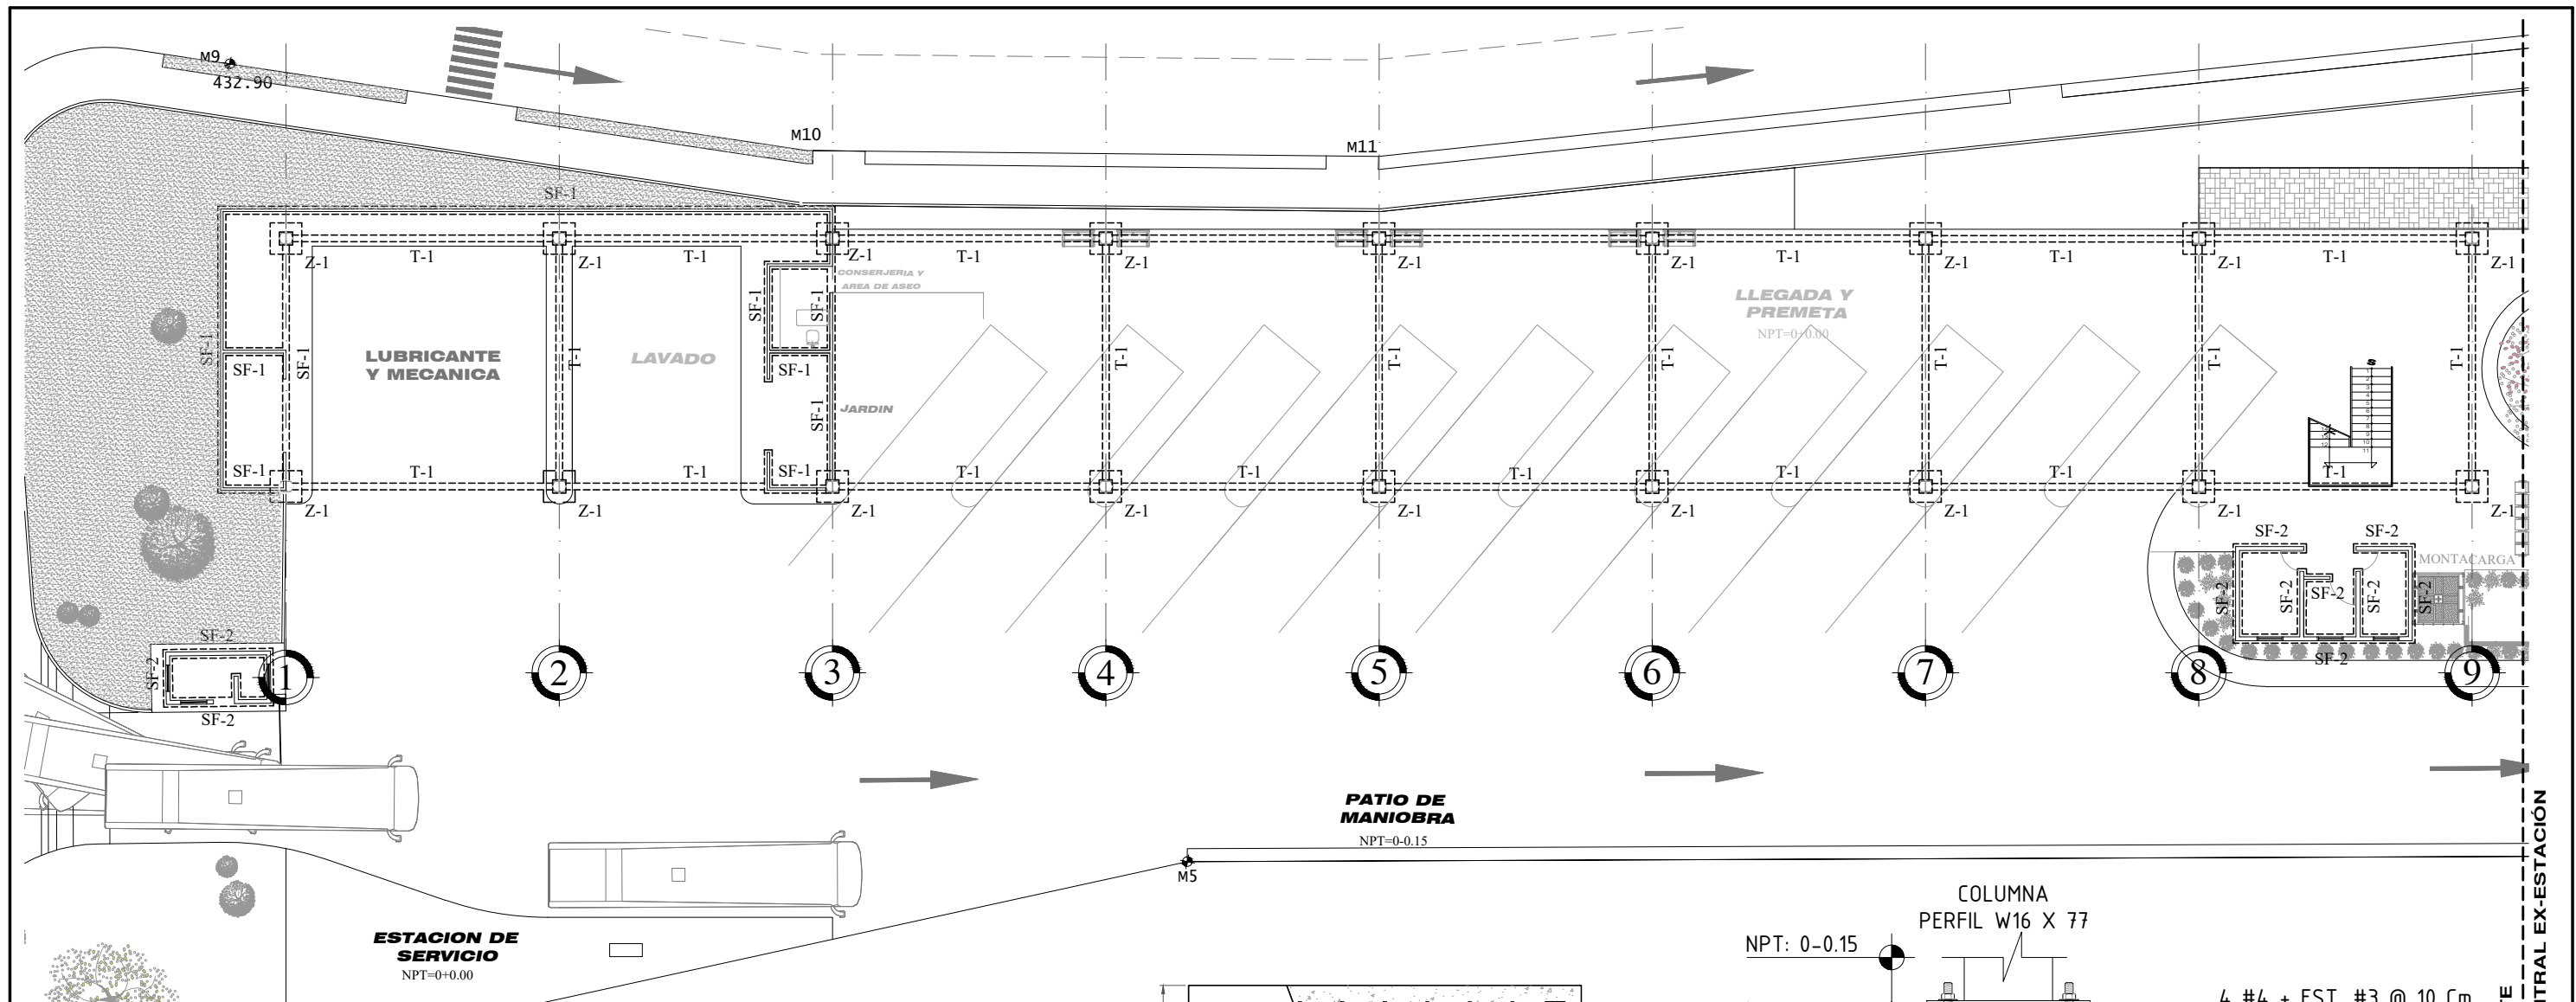 M9
432.90
M10
M11
SF-1
Z-1
Z-1
Z-1
Z-1
Z-1
Z-1
Z-1
Z-1
Z-1
T-1
T-1
T-1
T-1
T-1
T-1
CONSERJERIA Y
AREA DE ASEO
LLEGADA Y
PREMETA
NPT=0+0.00
SF-1
SF-1
SF-1
SF-1
LUBRICANTE
Y MECANICA
T-1
LAVADO
SF-1
SF-1
T-1
T-1
T-1
T-1
T-1
T-1
S
SF-1
SF-1
JARDIN
SF-1
T-1
T-1
SF-1
T-1
T-1
T-1
T-1
T-1
T-1
Z-1
Z-1
Z-1
Z-1
Z-1
Z-1
Z-1
Z-1
Z-1
SF-2
SF-2
MONTACARGA
SF-2
SF-2
SF-2
SF-2
SF-2
SF-2
SF-2
SF-2
SF-2
1
2
3
4
5
6
7
8
9
PATIO DE
MANIOBRA
NPT=0-0.15
M5
ESTACION DE
SERVICIO
NPT=0+0.00
COLUMNA
PERFIL W16 X 77
NPT: 0-0.15
4 #4 + EST. #3 @ 10 Cm
NTRAL EX-ESTACIÓN
TE